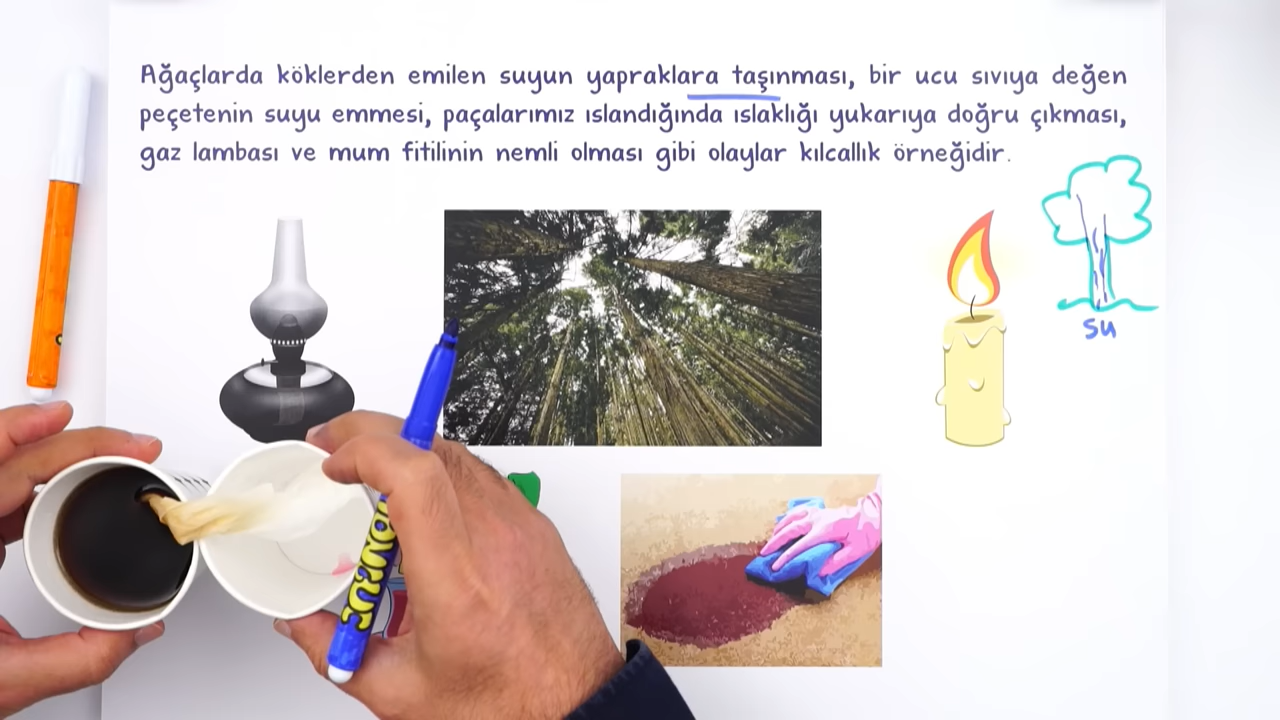 Ağaçlarda köklerden emilen suyun yapraklara taşınması, bir ucu sıvıya değen
peçetenin suyu emmesi, paçalarımız ıslandığında ıslaklığı yukarıya doğru çıkması,
gaz lambası ve mum fitilinin nemli olması gibi olaylar kılcallık örneğidir.
su